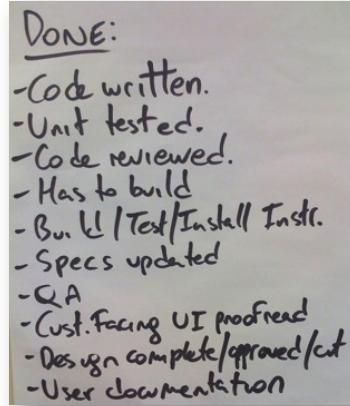 DONE:
-Code written.
-Unit tested.
-Code reviewed.
-Has to build
-Build/Test/Install Instr.
-Specs updated
-QA
-Cust.Facing UI proofread
-Design complete/approved/cut
-User documentation